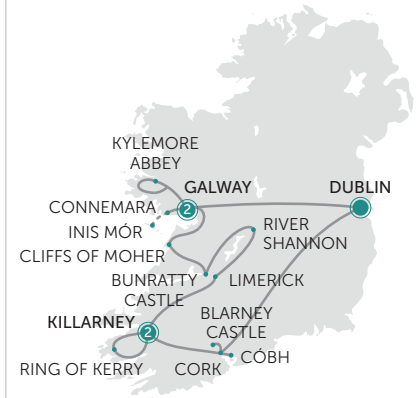 KYLEMORE
ABBEY
GALWAY
2
DUBLIN
CONNEMARA
INIS MÓR
CLIFFS OF MOHER
RIVER
SHANNON
BUNRATTY
CASTLE
LIMERICK
BLARNEY
CASTLE
KILLARNEY
2
CÓBH
RING OF KERRY
CORK